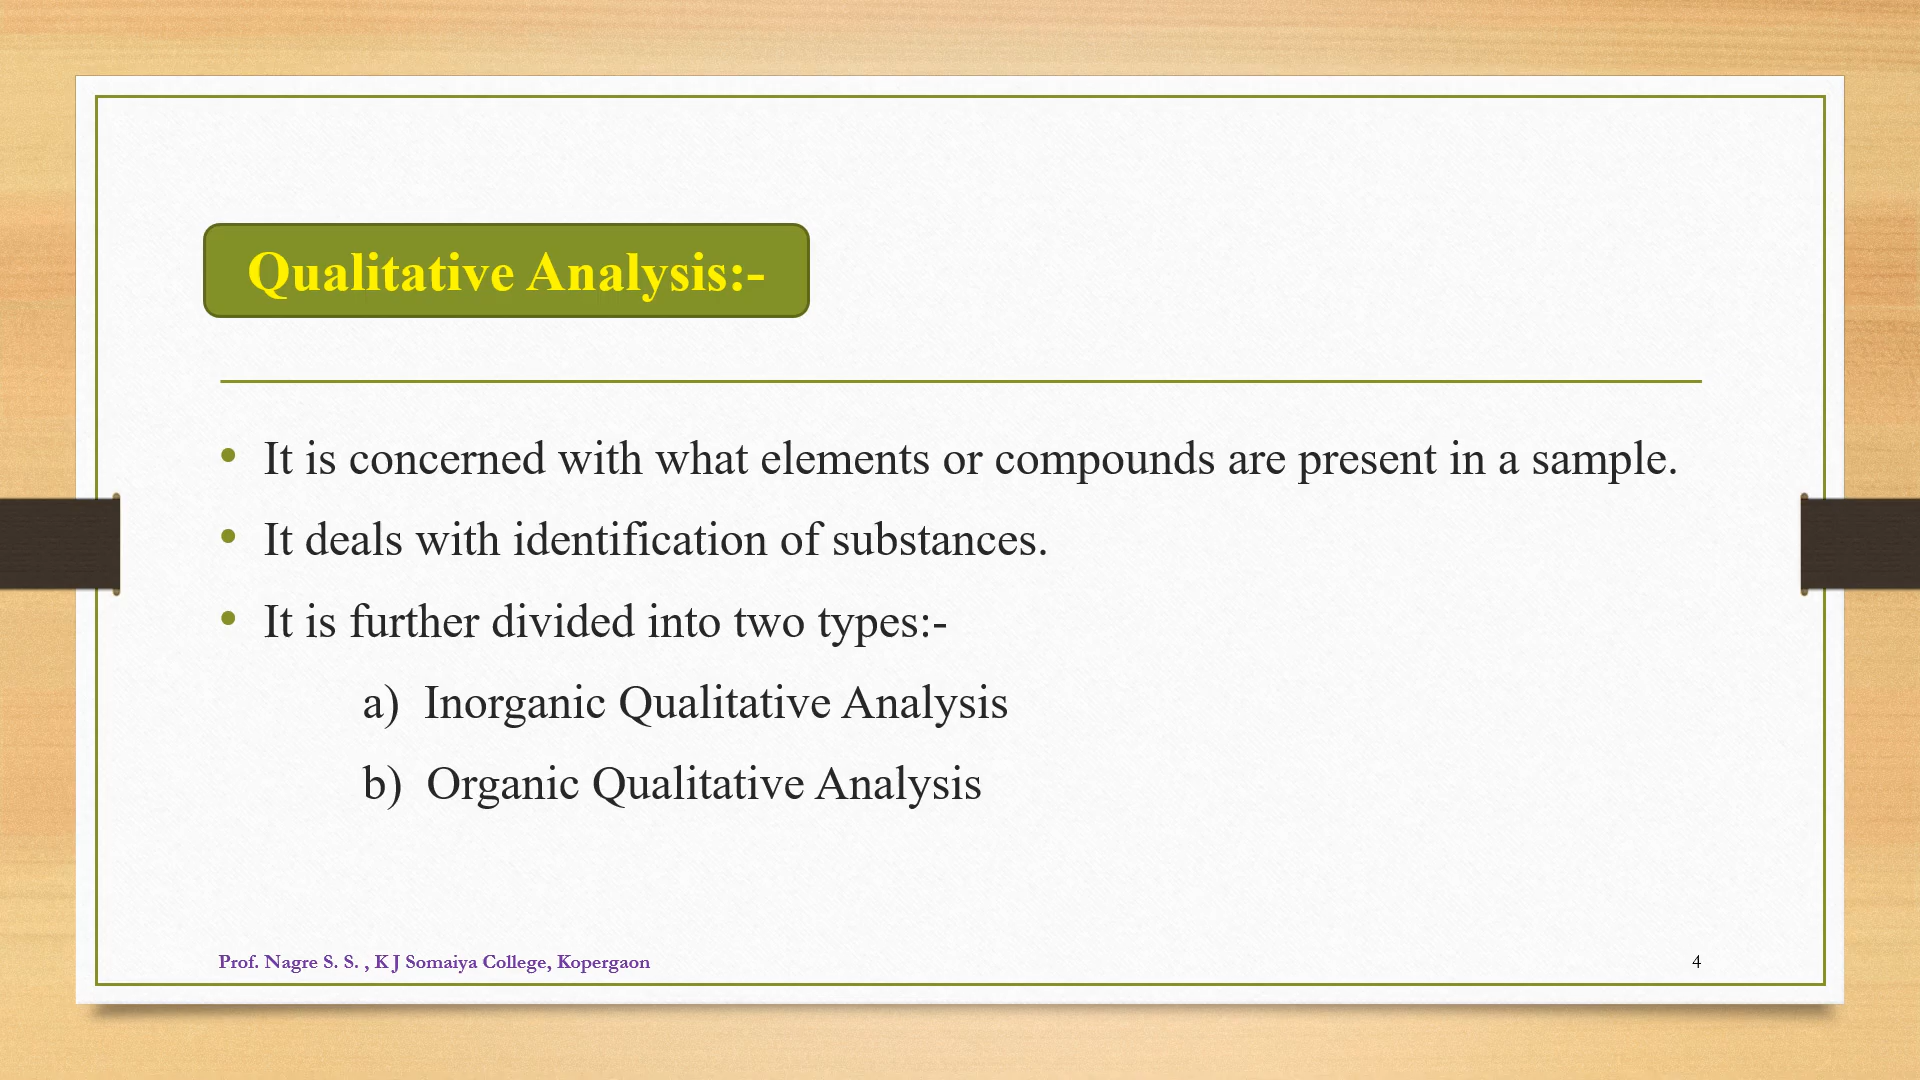 Qualitative Analysis:-
• It is concerned with what elements or compounds are present in a sample.
• It deals with identification of substances.
• It is further divided into two types:-
a) Inorganic Qualitative Analysis
b) Organic Qualitative Analysis
Prof. Nagre S. S. , K J Somaiya College, Kopergaon
4